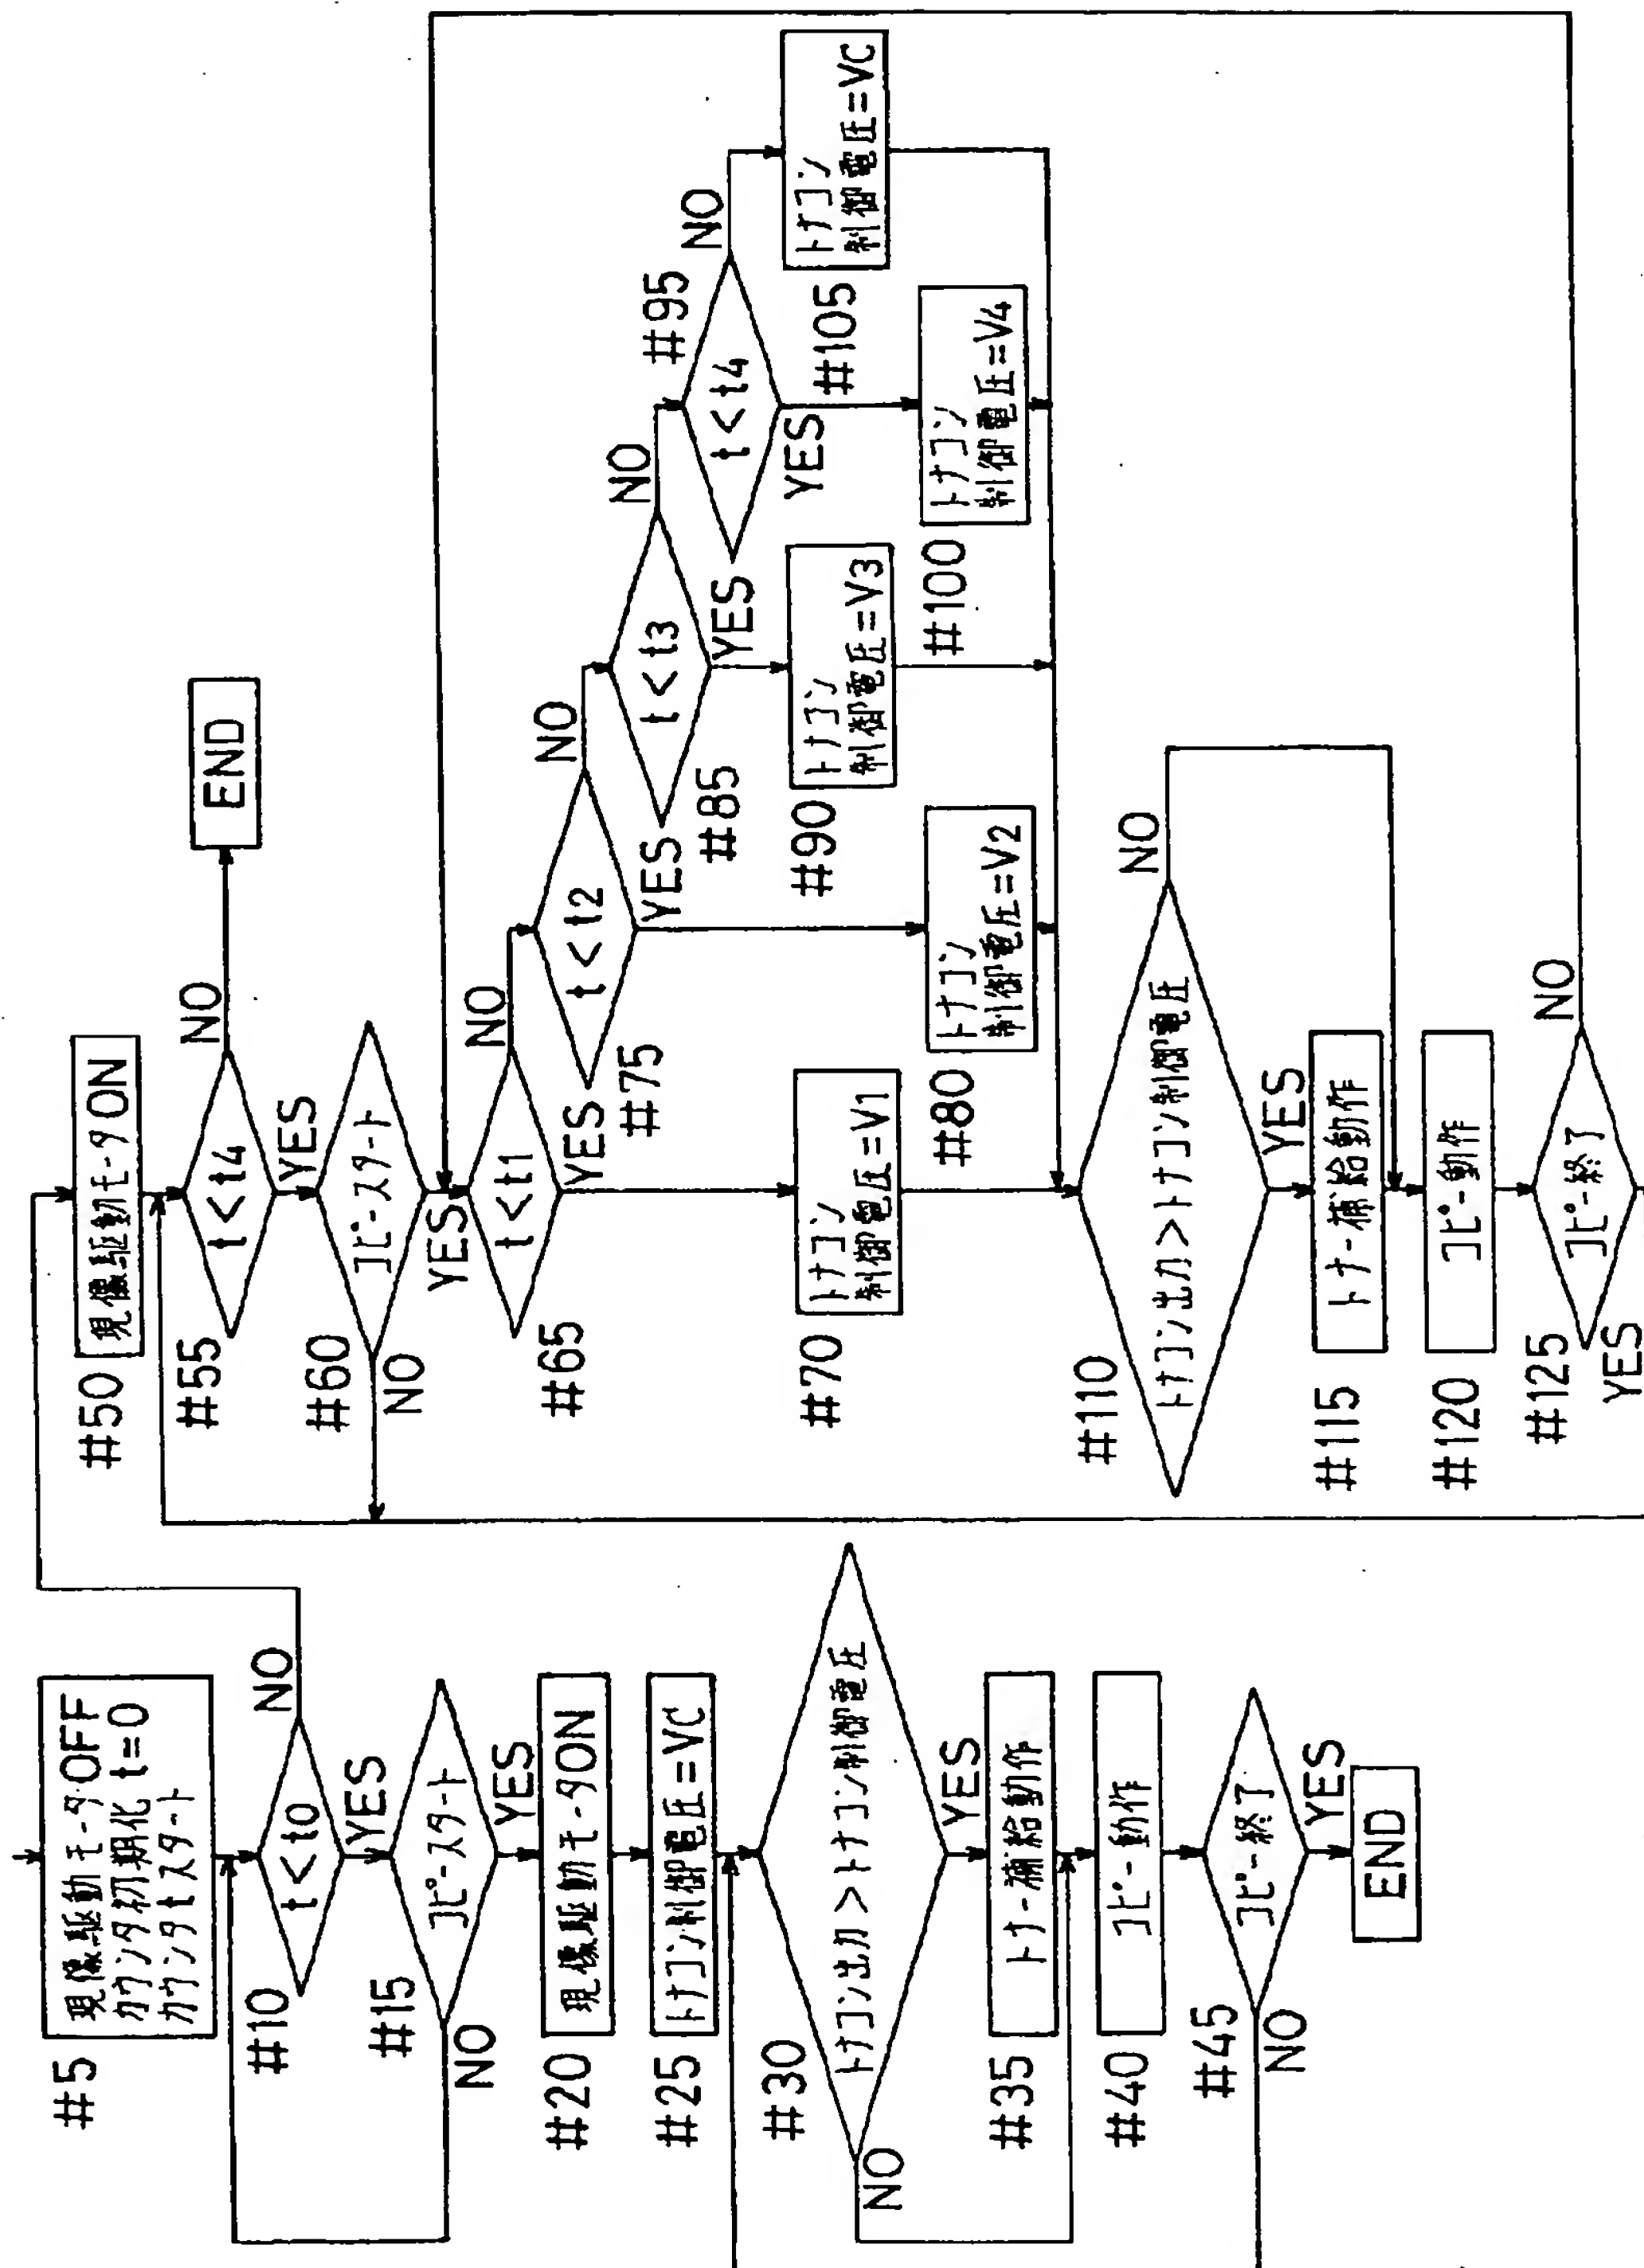 #5
現像駆動モータOFF
カウンタ初期化 t=0
カウンタtスタート
#10
t<t0
NO
YES
#15
コピースタート
NO
YES
#20
現像駆動モータON
#25
トナコン制御電圧=VC
#30
トナコン出力>トナコン制御電圧
NO
YES
#35
トナー補給動作
#40
コピー動作
#45
コピー終了
NO
YES
END
#50
現像駆動モータON
#55
t<t4
NO
END
YES
#60
コピースタート
NO
YES
#65
t<t1
NO
YES
#70
トナコン
制御電圧=V1
#75
t<t2
NO
YES
#80
トナコン
制御電圧=V2
#85
t<t3
NO
YES
#90
トナコン
制御電圧=V3
#95
t<t4
NO
YES
#100
トナコン
制御電圧=V4
#105
トナコン
制御電圧=VC
#110
トナコン出力>トナコン制御電圧
NO
YES
#115
トナー補給動作
#120
コピー動作
#125
コピー終了
NO
YES